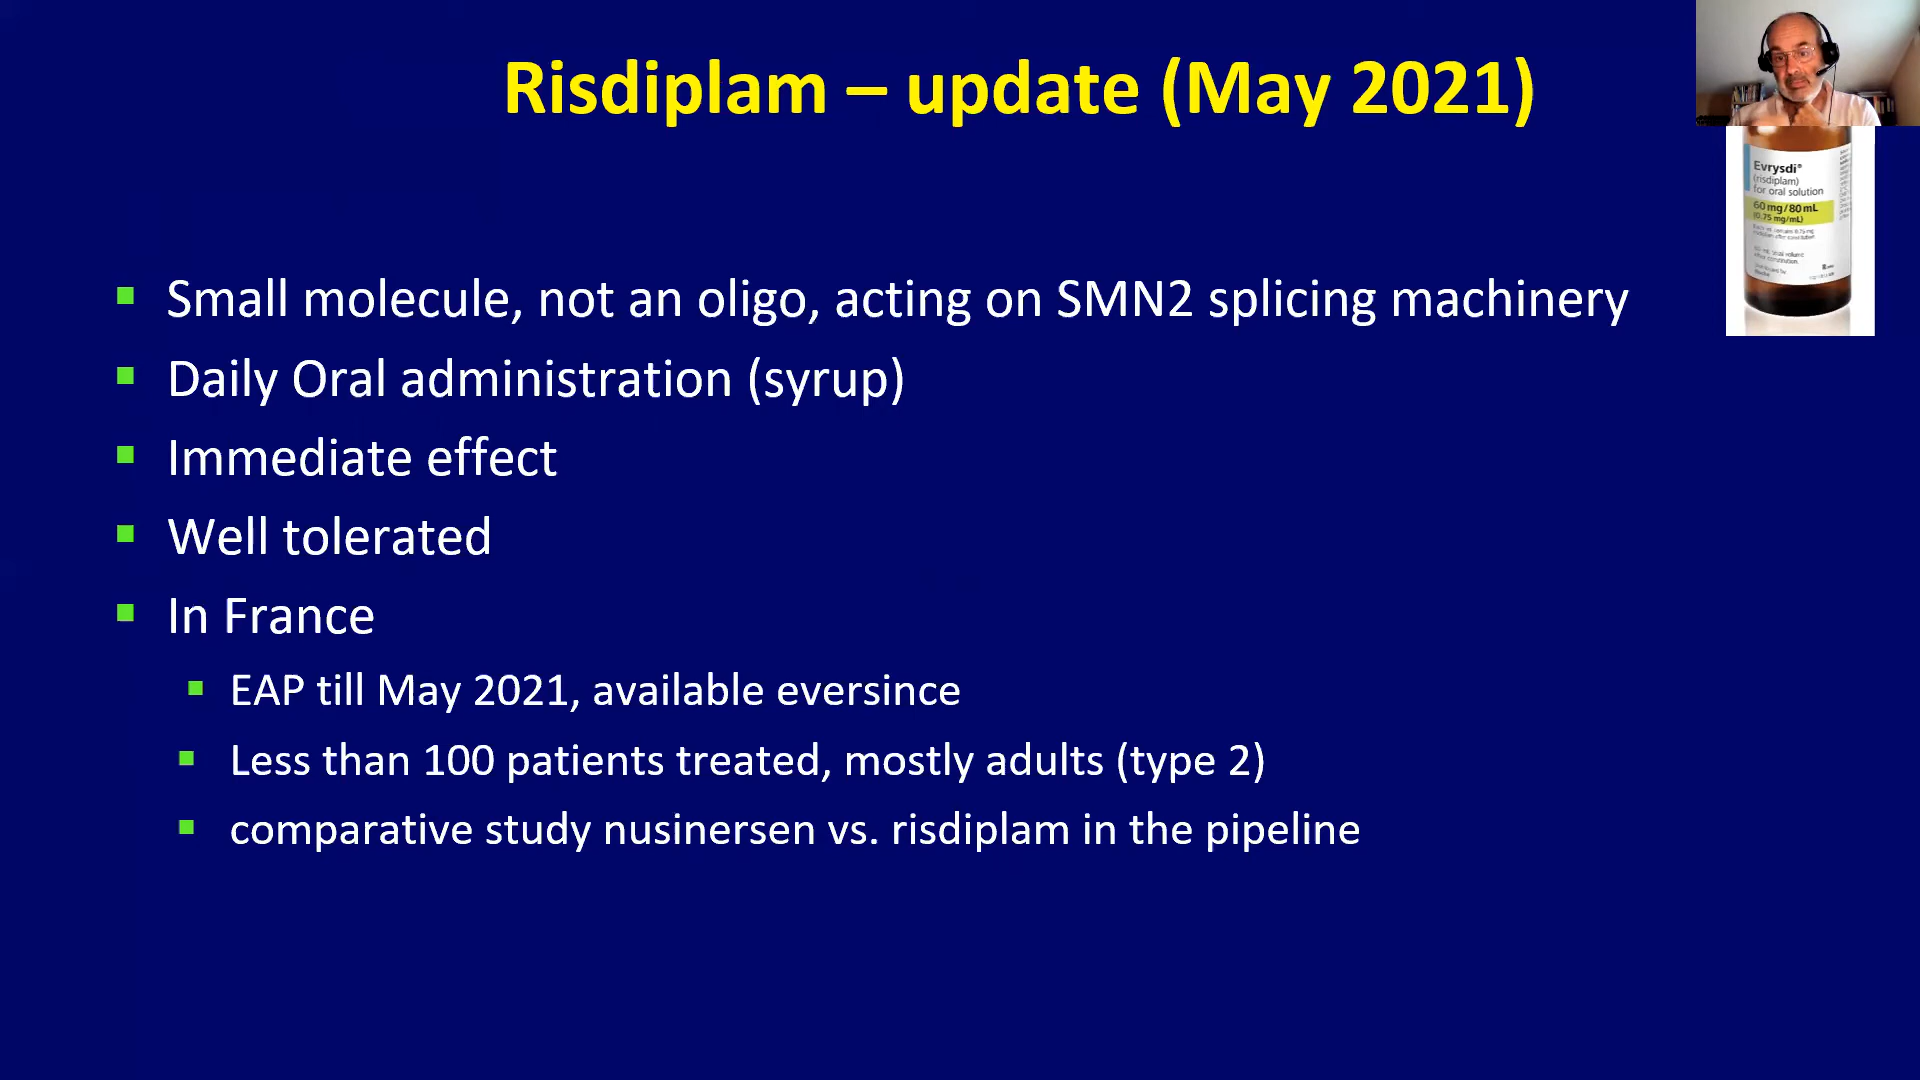 Risdiplam – update (May 2021)
Evrysdi®
(risdiplam)
for oral solution
60 mg/80 mL
(0.75 mg/mL)
Small molecule, not an oligo, acting on SMN2 splicing machinery
Daily Oral administration (syrup)
Immediate effect
Well tolerated
In France
EAP till May 2021, available eversince
Less than 100 patients treated, mostly adults (type 2)
comparative study nusinersen vs. risdiplam in the pipeline